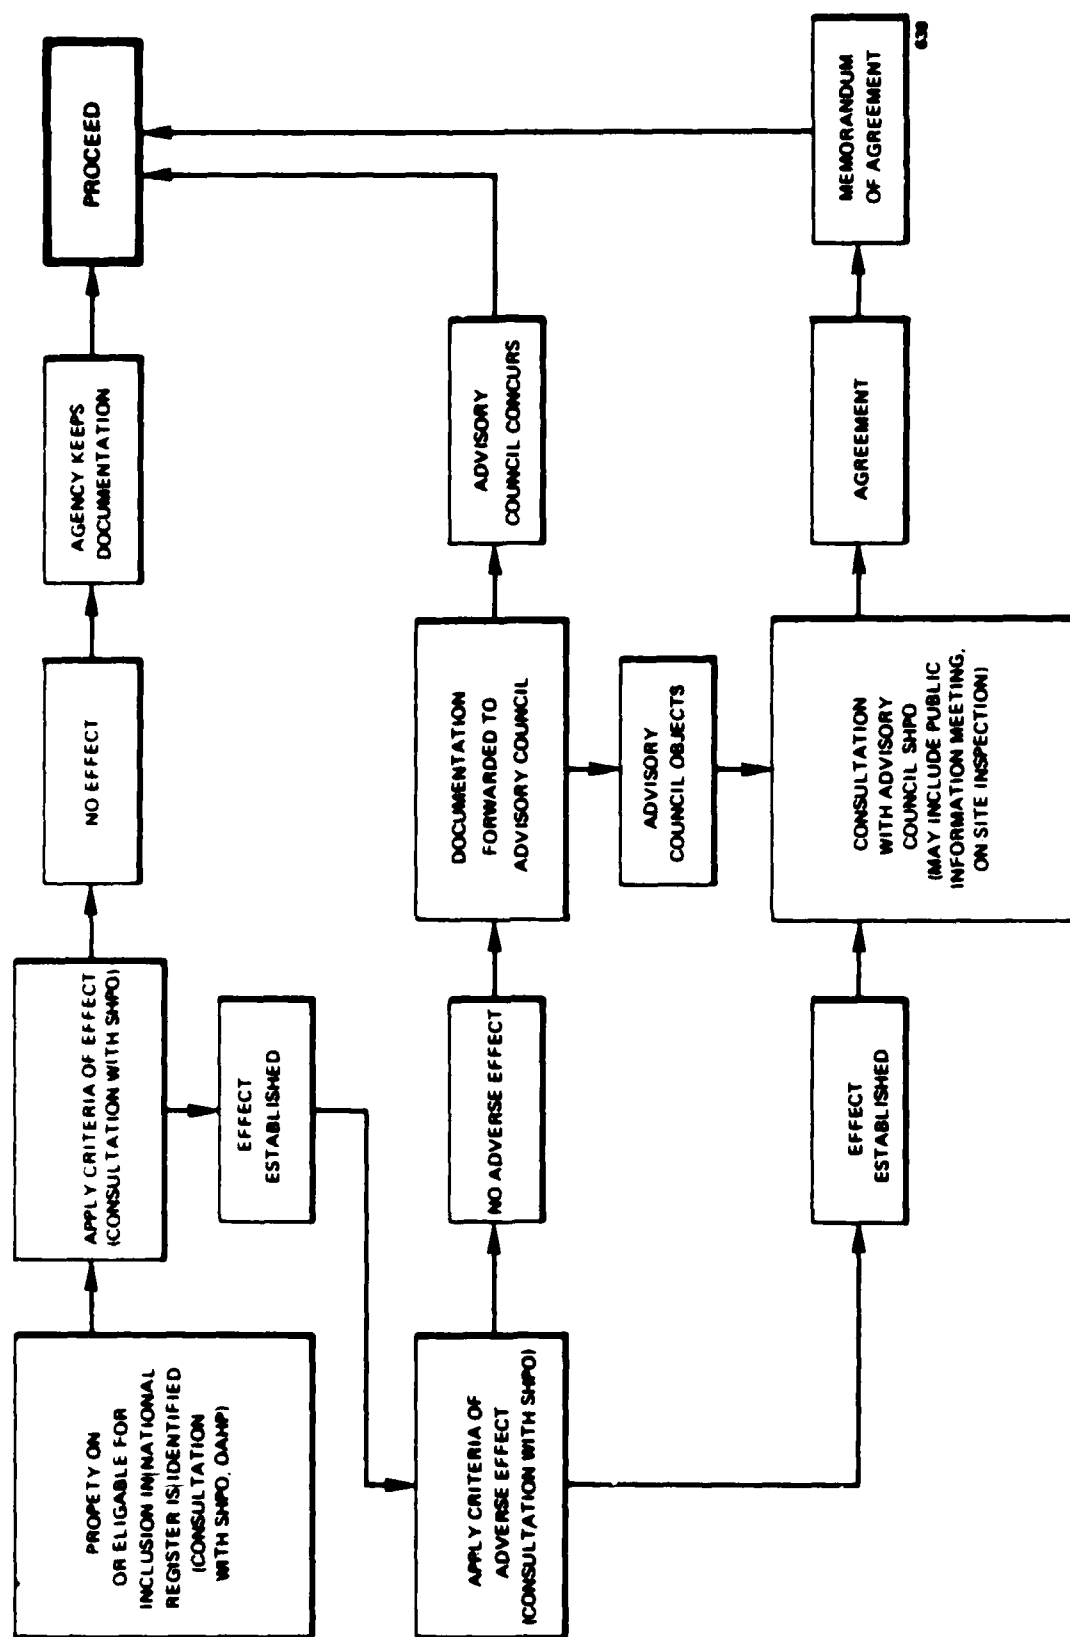 PROPETY ON
OR ELIGABLE FOR
INCLUSION IN NATIONAL
REGISTER IS IDENTIFIED
(CONSULTATION
WITH SHPO, OAHP)
APPLY CRITERIA OF EFFECT
(CONSULTATION WITH SHPO)
NO EFFECT
AGENCY KEEPS
DOCUMENTATION
PROCEED
EFFECT
ESTABLISHED
APPLY CRITERIA OF
ADVERSE EFFECT
(CONSULTATION WITH SHPO)
NO ADVERSE EFFECT
DOCUMENTATION
FORWARDED TO
ADVISORY COUNCIL
ADVISORY
COUNCIL CONCURS
ADVISORY
COUNCIL OBJECTS
EFFECT
ESTABLISHED
CONSULTATION
WITH ADVISORY
COUNCIL SHPO
(MAY INCLUDE PUBLIC
INFORMATION MEETING,
ON SITE INSPECTION)
AGREEMENT
MEMORANDUM
OF AGREEMENT